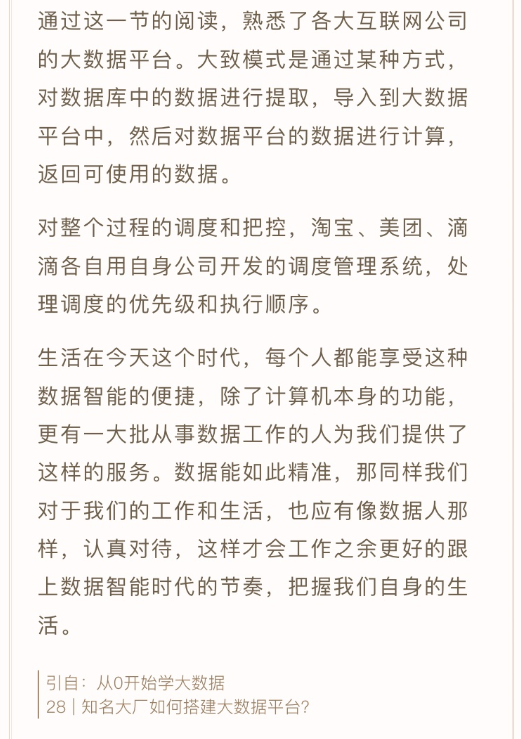 通过这一节的阅读，熟悉了各大互联网公司
的大数据平台。大致模式是通过某种方式，
对数据库中的数据进行提取，导入到大数据
平台中，然后对数据平台的数据进行计算，
返回可使用的数据。
对整个过程的调度和把控，淘宝、美团、滴
滴各自用自身公司开发的调度管理系统，处
理调度的优先级和执行顺序。
生活在今天这个时代，每个人都能享受这种
数据智能的便捷，除了计算机本身的功能，
更有一大批从事数据工作的人为我们提供了
这样的服务。数据能如此精准，那同样我们
对于我们的工作和生活，也应有像数据人那
样，认真对待，这样才会工作之余更好的跟
上数据智能时代的节奏，把握我们自身的生
活。
引自：从0开始学大数据
28 | 知名大厂如何搭建大数据平台？